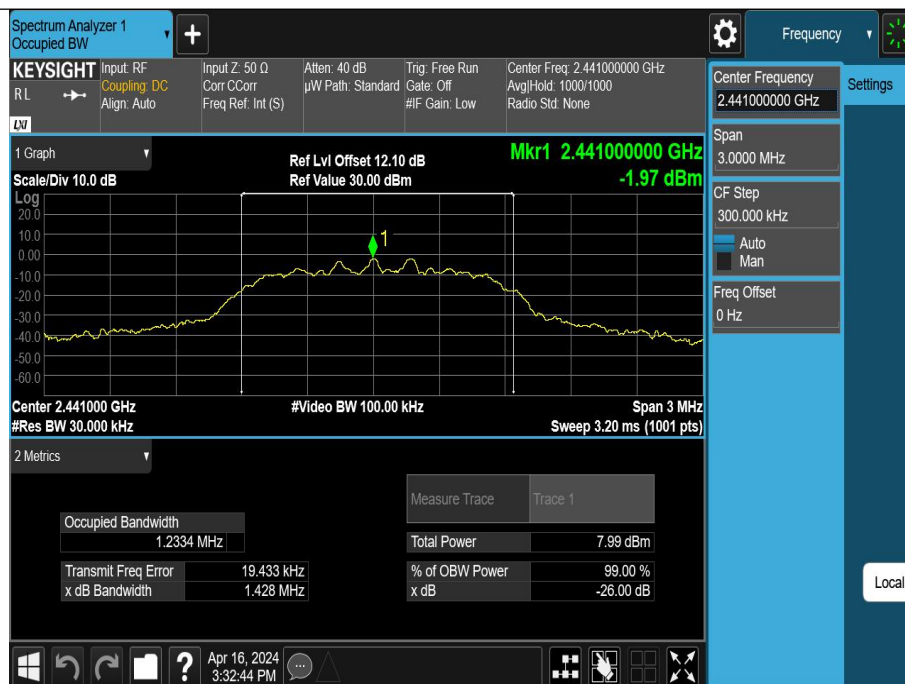 Spectrum Analyzer 1
Occupied BW
Frequency
KEYSIGHT
RL
LXI
Input: RF
Coupling: DC
Align: Auto
Input Z: 50 Ω
Corr CCorr
Freq Ref: Int (S)
Atten: 40 dB
µW Path: Standard
Trig: Free Run
Gate: Off
#IF Gain: Low
Center Freq: 2.441000000 GHz
Avg|Hold: 1000/1000
Radio Std: None
Center Frequency
2.441000000 GHz
Settings
Span
3.0000 MHz
CF Step
300.000 kHz
Auto
Man
Freq Offset
0 Hz
Local
1 Graph
Scale/Div 10.0 dB
Ref Lvl Offset 12.10 dB
Ref Value 30.00 dBm
Mkr1 2.441000000 GHz
-1.97 dBm
Log
20.0
10.0
0.00
-10.0
-20.0
-30.0
-40.0
-50.0
-60.0
1
Center 2.441000 GHz
#Res BW 30.000 kHz
#Video BW 100.00 kHz
Span 3 MHz
Sweep 3.20 ms (1001 pts)
2 Metrics
Measure Trace Trace 1
Occupied Bandwidth
1.2334 MHz
Total Power 7.99 dBm
Transmit Freq Error 19.433 kHz
% of OBW Power 99.00 %
x dB Bandwidth 1.428 MHz
x dB -26.00 dB
?
Apr 16, 2024
3:32:44 PM